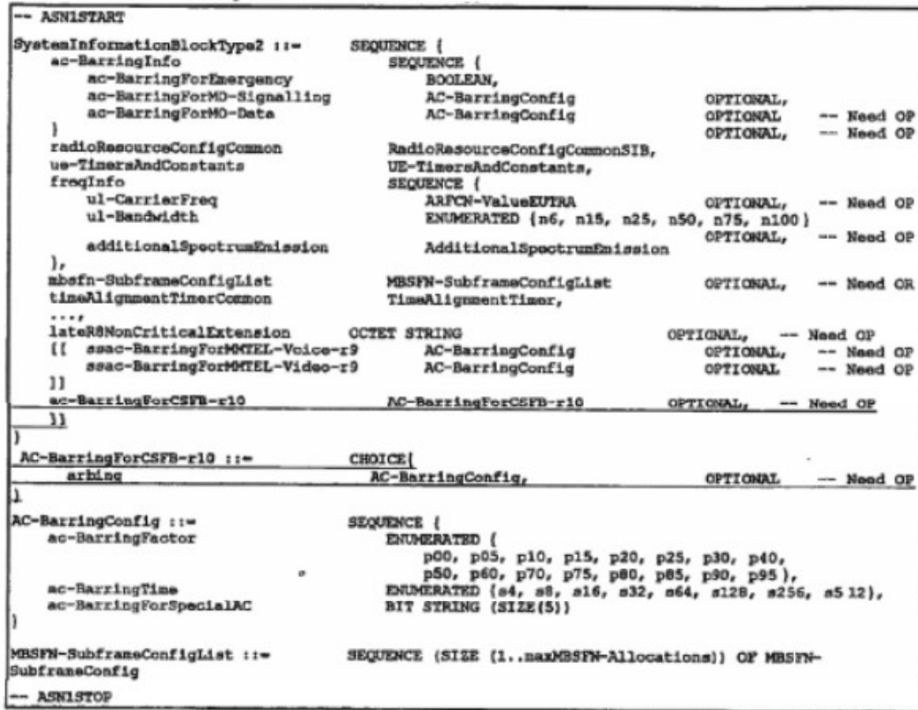 -- ASN1START
SystemInformationBlockType2 ::= SEQUENCE {
ac-BarringInfo SEQUENCE {
ac-BarringForEmergency BOOLEAN,
ac-BarringForMO-Signalling AC-BarringConfig OPTIONAL,
ac-BarringForMO-Data AC-BarringConfig OPTIONAL -- Need OP
} OPTIONAL, -- Need OP
radioResourceConfigCommon RadioResourceConfigCommonSIB,
ue-TimersAndConstants UE-TimersAndConstants,
freqInfo SEQUENCE {
ul-CarrierFreq ARFCN-ValueEUTRA OPTIONAL, -- Need OP
ul-Bandwidth ENUMERATED {n6, n15, n25, n50, n75, n100}
OPTIONAL, -- Need OP
additionalSpectrumEmission AdditionalSpectrumEmission
},
mbsfn-SubframeConfigList MBSFN-SubframeConfigList OPTIONAL, -- Need OR
timeAlignmentTimerCommon TimeAlignmentTimer,
...,
lateR8NonCriticalExtension OCTET STRING OPTIONAL, -- Need OP
[[ ssac-BarringForMMTEL-Voice-r9 AC-BarringConfig OPTIONAL, -- Need OP
ssac-BarringForMMTEL-Video-r9 AC-BarringConfig OPTIONAL -- Need OP
]]
ac-BarringForCSFB-r10 AC-BarringForCSFB-r10 OPTIONAL, -- Need OP
]]
}
AC-BarringForCSFB-r10 ::= CHOICE{
arbing AC-BarringConfig, OPTIONAL -- Need OP
}
AC-BarringConfig ::= SEQUENCE {
ac-BarringFactor ENUMERATED {
p00, p05, p10, p15, p20, p25, p30, p40,
p50, p60, p70, p75, p80, p85, p90, p95},
ac-BarringTime ENUMERATED {s4, s8, s16, s32, s64, s128, s256, s5 12},
ac-BarringForSpecialAC BIT STRING (SIZE(5))
}
MBSFN-SubframeConfigList ::= SEQUENCE (SIZE (1..maxMBSFN-Allocations)) OF MBSFN-
SubframeConfig
-- ASN1STOP